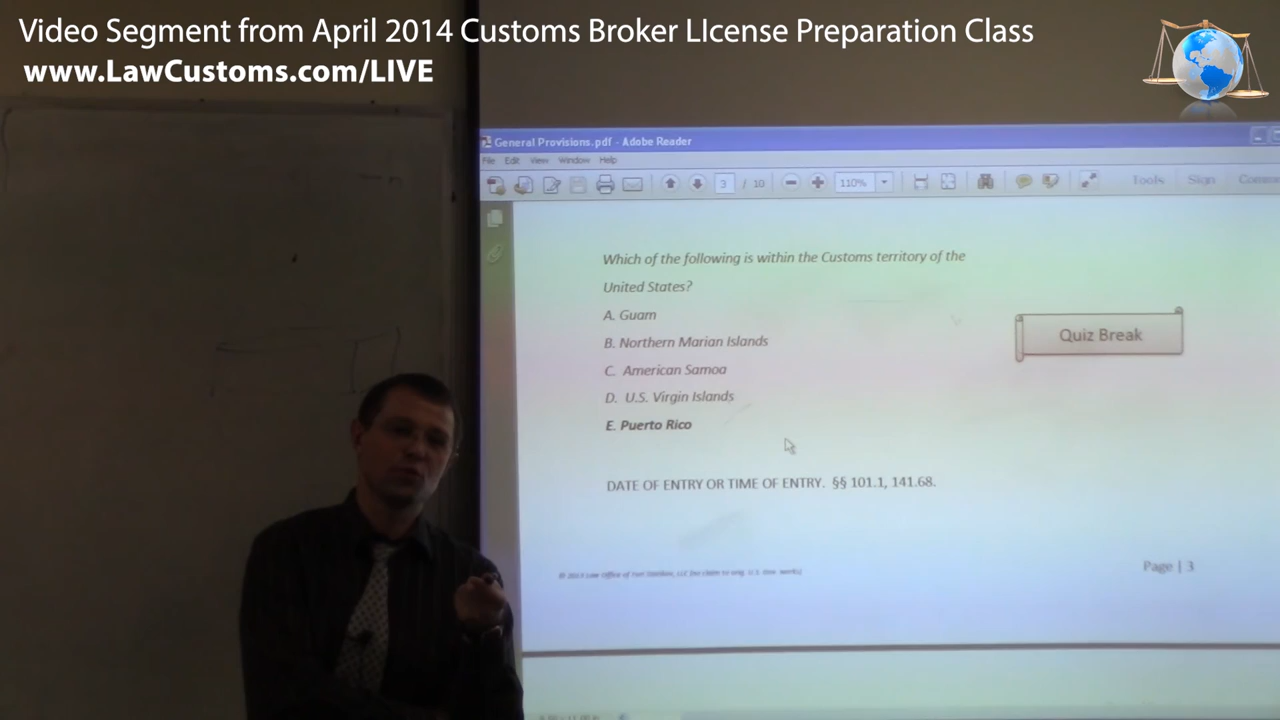 Video Segment from April 2014 Customs Broker LIcense Preparation Class
www.LawCustoms.com/LIVE
General Provisions.pdf - Adobe Reader
File Edit View Window Help
3 / 10 110% Tools Sign
Which of the following is within the Customs territory of the
United States?
A. Guam
B. Northern Marian Islands
C. American Samoa
D. U.S. Virgin Islands
E. Puerto Rico
Quiz Break
DATE OF ENTRY OR TIME OF ENTRY. §§ 101.1, 141.68.
Page | 3